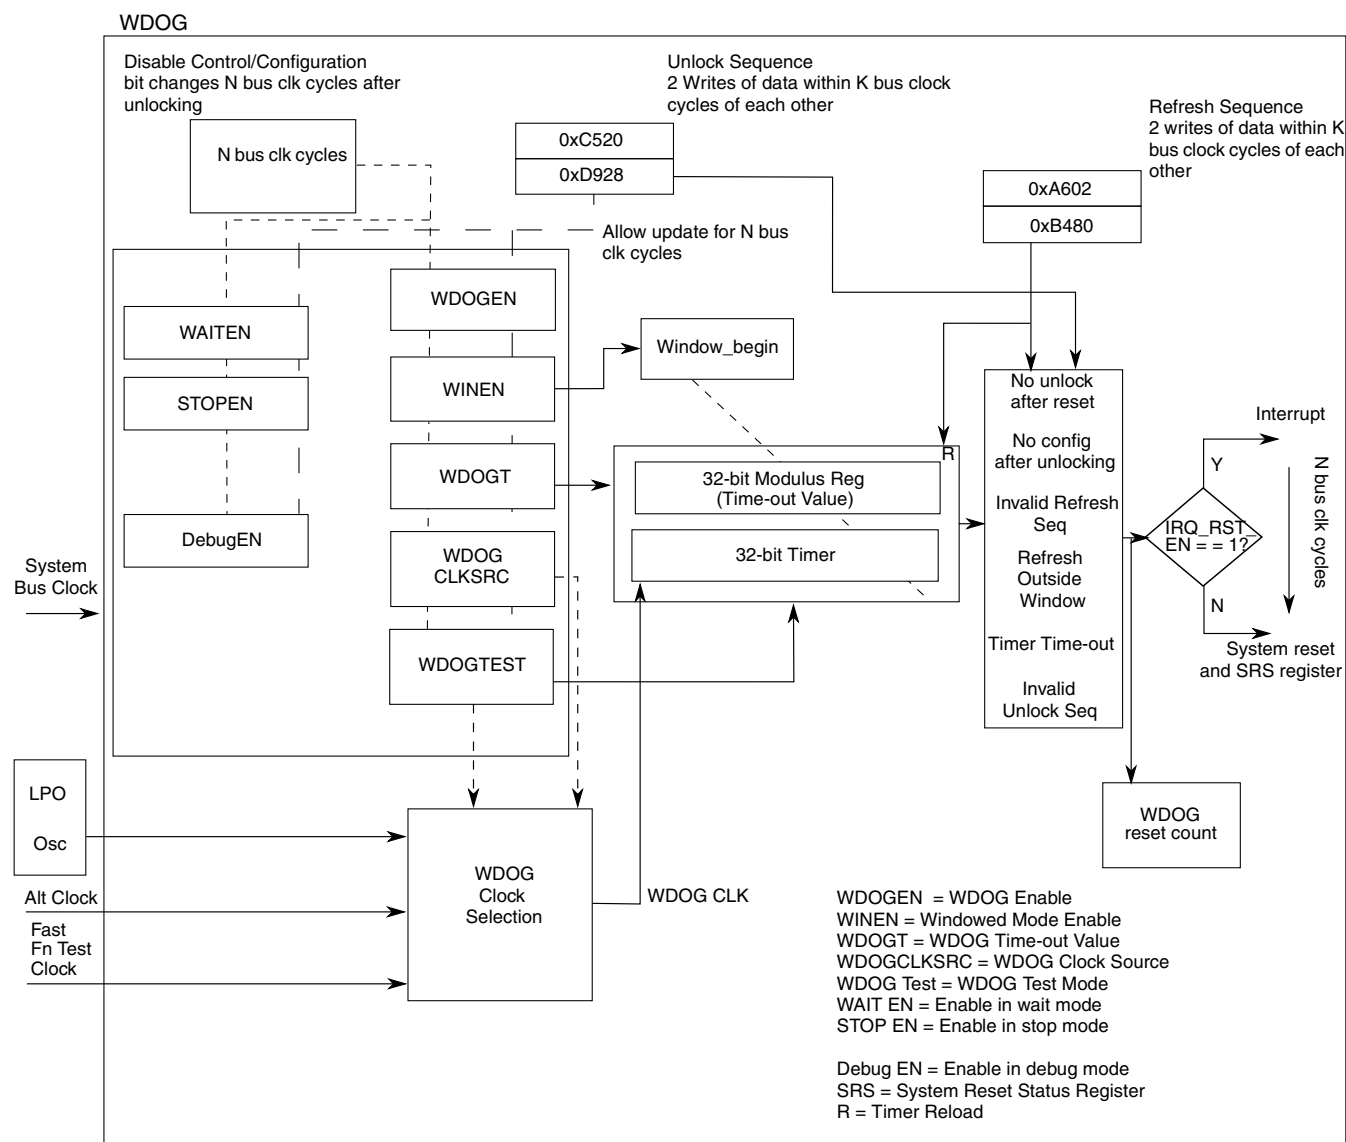 WDOG
Disable Control/Configuration
bit changes N bus clk cycles after
unlocking
N bus clk cycles
Unlock Sequence
2 Writes of data within K bus clock
cycles of each other
0xC520
0xD928
Refresh Sequence
2 writes of data within K
bus clock cycles of each
other
0xA602
0xB480
Allow update for N bus
clk cycles
WDOGEN
WAITEN
WINEN
STOPEN
WDOGT
DebugEN
WDOG
CLKSRC
WDOGTEST
System
Bus Clock
Window_begin
R
32-bit Modulus Reg
(Time-out Value)
32-bit Timer
No unlock
after reset
No config
after unlocking
Invalid Refresh
Seq
Refresh
Outside
Window
Timer Time-out
Invalid
Unlock Seq
Interrupt
Y
IRQ_RST_
EN = = 1?
N
N bus clk cycles
System reset
and SRS register
WDOG
reset count
LPO
Osc
Alt Clock
Fast
Fn Test
Clock
WDOG
Clock
Selection
WDOG CLK
WDOGEN = WDOG Enable
WINEN = Windowed Mode Enable
WDOGT = WDOG Time-out Value
WDOGCLKSRC = WDOG Clock Source
WDOG Test = WDOG Test Mode
WAIT EN = Enable in wait mode
STOP EN = Enable in stop mode
Debug EN = Enable in debug mode
SRS = System Reset Status Register
R = Timer Reload